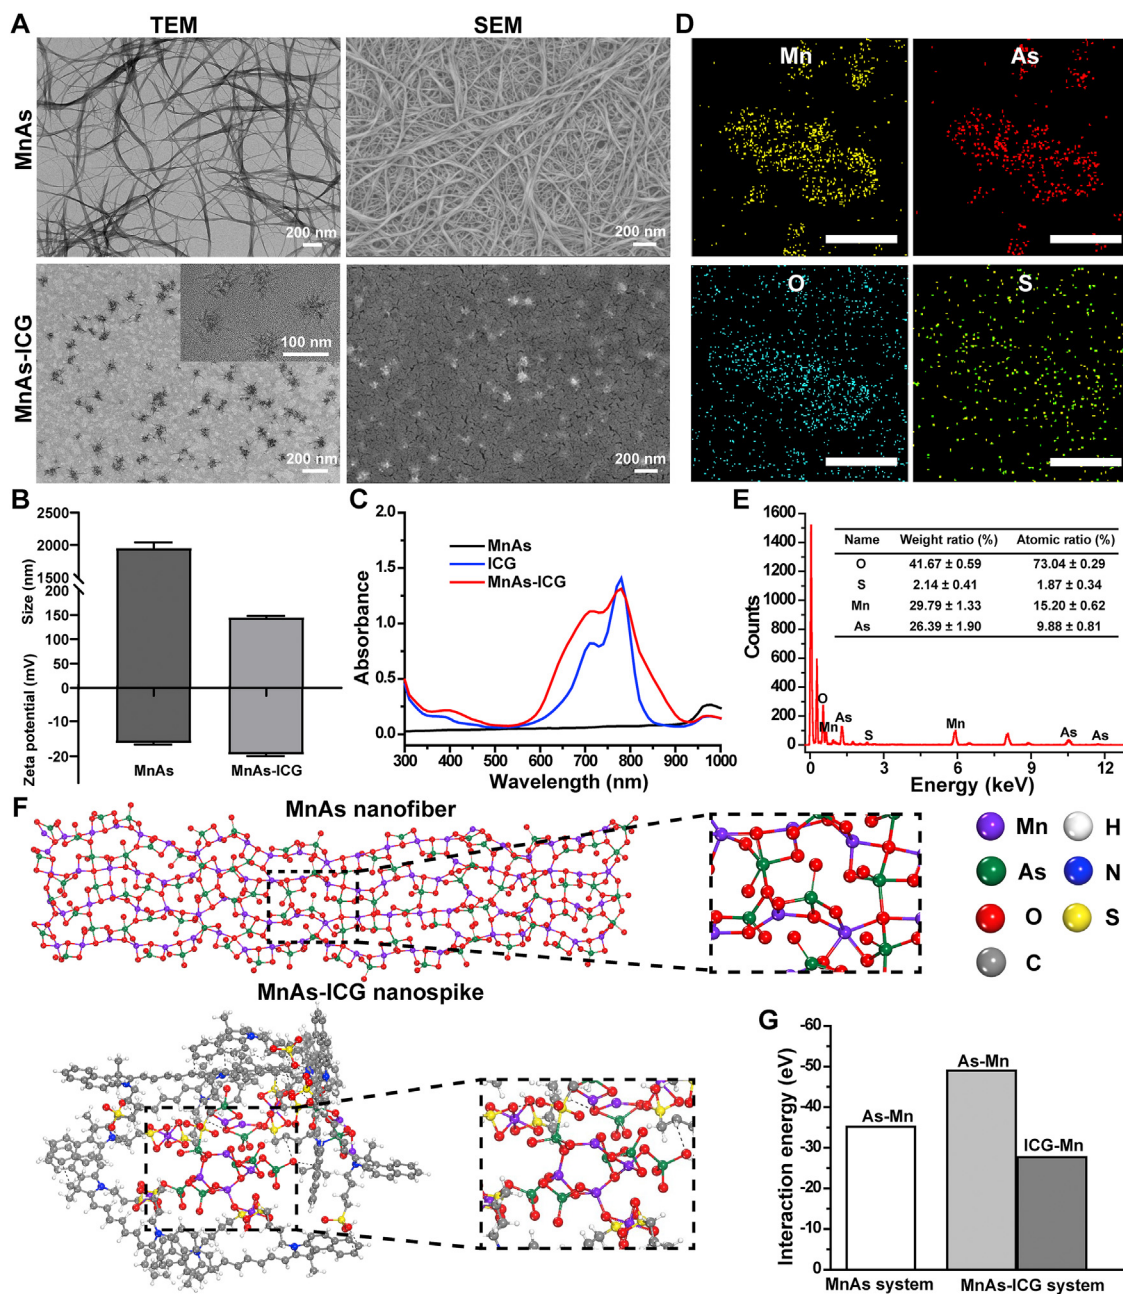 A
TEM
SEM
MnAs
200 nm
200 nm
MnAs-ICG
100 nm
200 nm
200 nm
D
Mn
As
O
S
B
Size (nm)
2500
2000
1500
200
150
100
50
0
-10
-20
Zeta potential (mV)
MnAs
MnAs-ICG
C
Absorbance
2.0
1.5
1.0
0.5
0.0
MnAs
ICG
MnAs-ICG
300 400 500 600 700 800 900 1000
Wavelength (nm)
E
Counts
1600
1400
1200
1000
800
600
400
200
0
Name Weight ratio (%) Atomic ratio (%)
O 41.67 ± 0.59 73.04 ± 0.29
S 2.14 ± 0.41 1.87 ± 0.34
Mn 29.79 ± 1.33 15.20 ± 0.62
As 26.39 ± 1.90 9.88 ± 0.81
O
Mn
As
S
Mn
As
As
0 3 6 9 12
Energy (keV)
F
MnAs nanofiber
MnAs-ICG nanospike
Mn H
As N
O S
C
G
Interaction energy (eV)
-60
-50
-40
-30
-20
-10
0
As-Mn
As-Mn
ICG-Mn
MnAs system
MnAs-ICG system